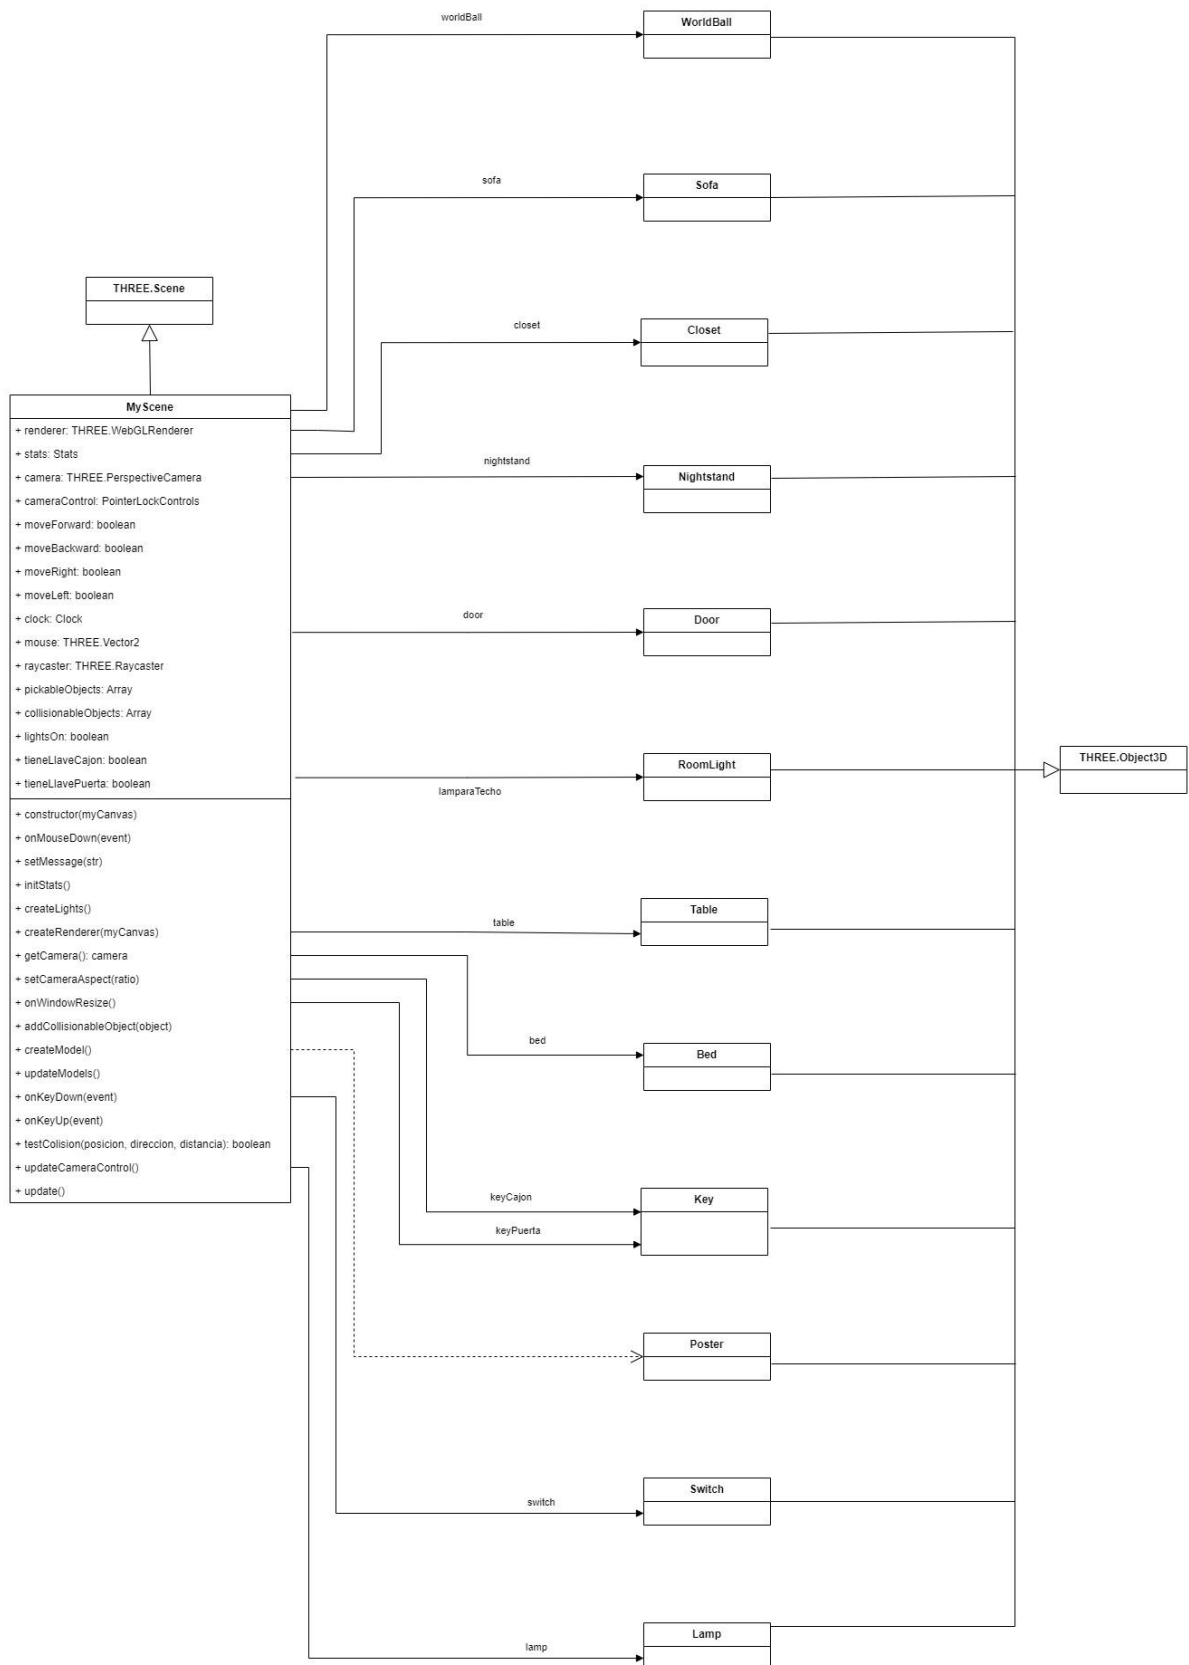 worldBall
WorldBall
sofa
Sofa
THREE.Scene
closet
Closet
MyScene
+ renderer: THREE.WebGLRenderer
+ stats: Stats
+ camera: THREE.PerspectiveCamera
+ cameraControl: PointerLockControls
+ moveForward: boolean
+ moveBackward: boolean
+ moveRight: boolean
+ moveLeft: boolean
+ clock: Clock
+ mouse: THREE.Vector2
+ raycaster: THREE.Raycaster
+ pickableObjects: Array
+ collisionableObjects: Array
+ lightsOn: boolean
+ tieneLlaveCajon: boolean
+ tieneLlavePuerta: boolean
+ constructor(myCanvas)
+ onMouseDown(event)
+ setMessage(str)
+ initStats()
+ createLights()
+ createRenderer(myCanvas)
+ getCamera(): camera
+ setCameraAspect(ratio)
+ onWindowResize()
+ addCollisionableObject(object)
+ createModel()
+ updateModels()
+ onKeyDown(event)
+ onKeyUp(event)
+ testColision(posicion, direccion, distancia): boolean
+ updateCameraControl()
+ update()
nightstand
Nightstand
door
Door
RoomLight
lamparaTecho
THREE.Object3D
table
Table
bed
Bed
keyCajon
Key
keyPuerta
Poster
switch
Switch
lamp
Lamp